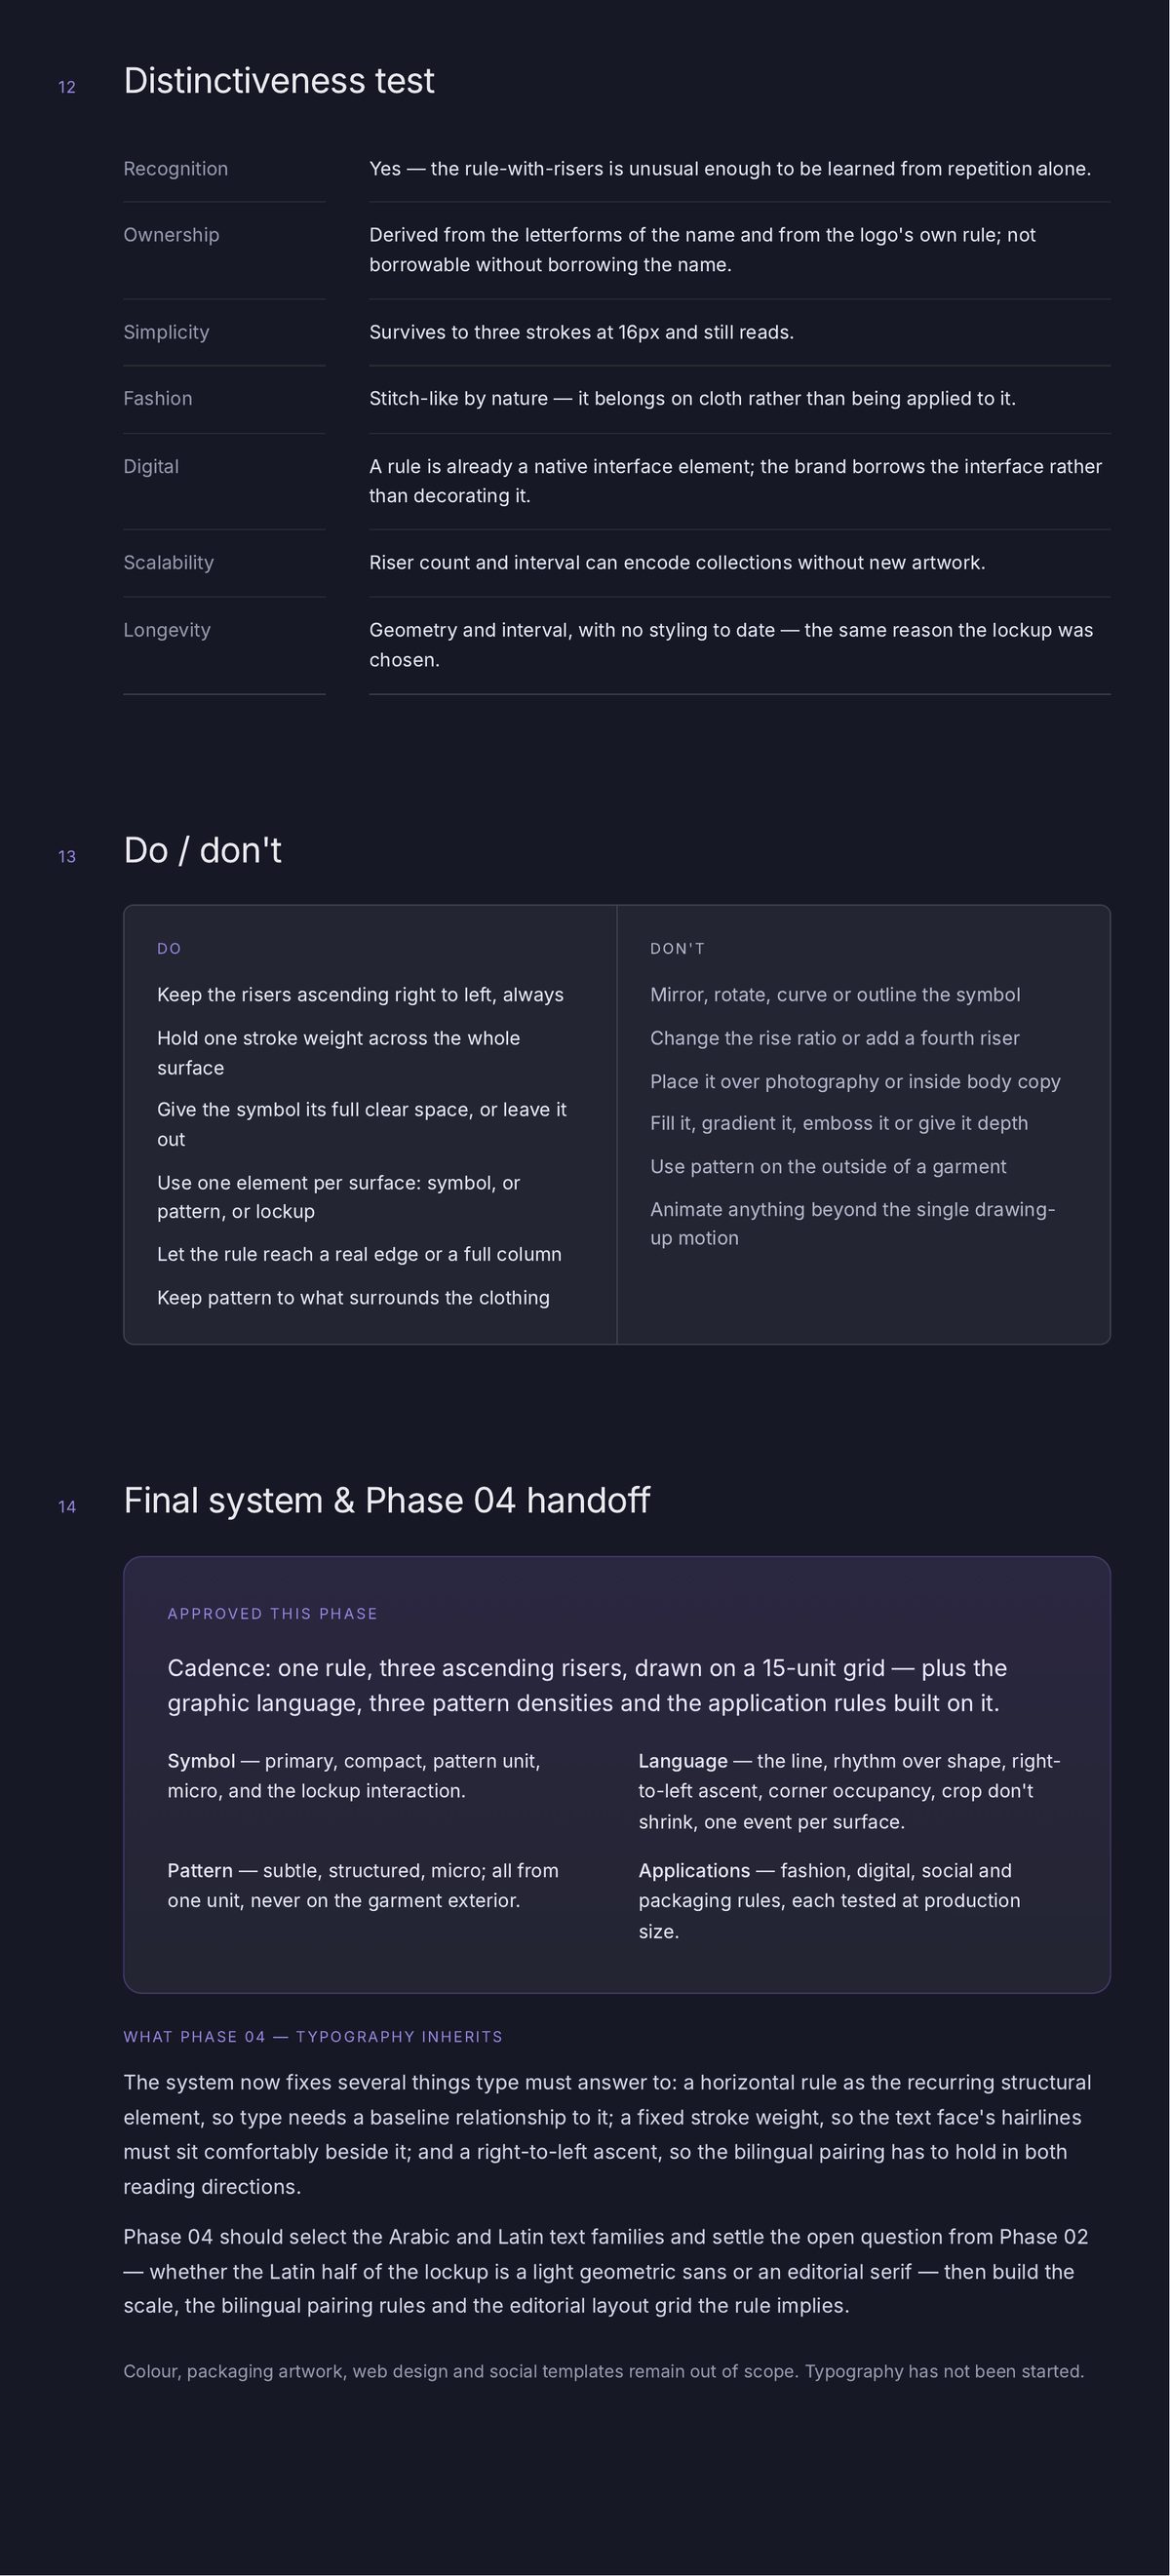 12
Distinctiveness test
Recognition
Yes — the rule-with-risers is unusual enough to be learned from repetition alone.
Ownership
Derived from the letterforms of the name and from the logo's own rule; not
borrowable without borrowing the name.
Simplicity
Survives to three strokes at 16px and still reads.
Fashion
Stitch-like by nature — it belongs on cloth rather than being applied to it.
Digital
A rule is already a native interface element; the brand borrows the interface rather
than decorating it.
Scalability
Riser count and interval can encode collections without new artwork.
Longevity
Geometry and interval, with no styling to date — the same reason the lockup was
chosen.
13
Do / don't
DO
Keep the risers ascending right to left, always
Hold one stroke weight across the whole
surface
Give the symbol its full clear space, or leave it
out
Use one element per surface: symbol, or
pattern, or lockup
Let the rule reach a real edge or a full column
Keep pattern to what surrounds the clothing
DON'T
Mirror, rotate, curve or outline the symbol
Change the rise ratio or add a fourth riser
Place it over photography or inside body copy
Fill it, gradient it, emboss it or give it depth
Use pattern on the outside of a garment
Animate anything beyond the single drawing-
up motion
14
Final system & Phase 04 handoff
APPROVED THIS PHASE
Cadence: one rule, three ascending risers, drawn on a 15-unit grid — plus the
graphic language, three pattern densities and the application rules built on it.
Symbol — primary, compact, pattern unit,
micro, and the lockup interaction.
Language — the line, rhythm over shape, right-
to-left ascent, corner occupancy, crop don't
shrink, one event per surface.
Pattern — subtle, structured, micro; all from
one unit, never on the garment exterior.
Applications — fashion, digital, social and
packaging rules, each tested at production
size.
WHAT PHASE 04 — TYPOGRAPHY INHERITS
The system now fixes several things type must answer to: a horizontal rule as the recurring structural
element, so type needs a baseline relationship to it; a fixed stroke weight, so the text face's hairlines
must sit comfortably beside it; and a right-to-left ascent, so the bilingual pairing has to hold in both
reading directions.
Phase 04 should select the Arabic and Latin text families and settle the open question from Phase 02
— whether the Latin half of the lockup is a light geometric sans or an editorial serif — then build the
scale, the bilingual pairing rules and the editorial layout grid the rule implies.
Colour, packaging artwork, web design and social templates remain out of scope. Typography has not been started.